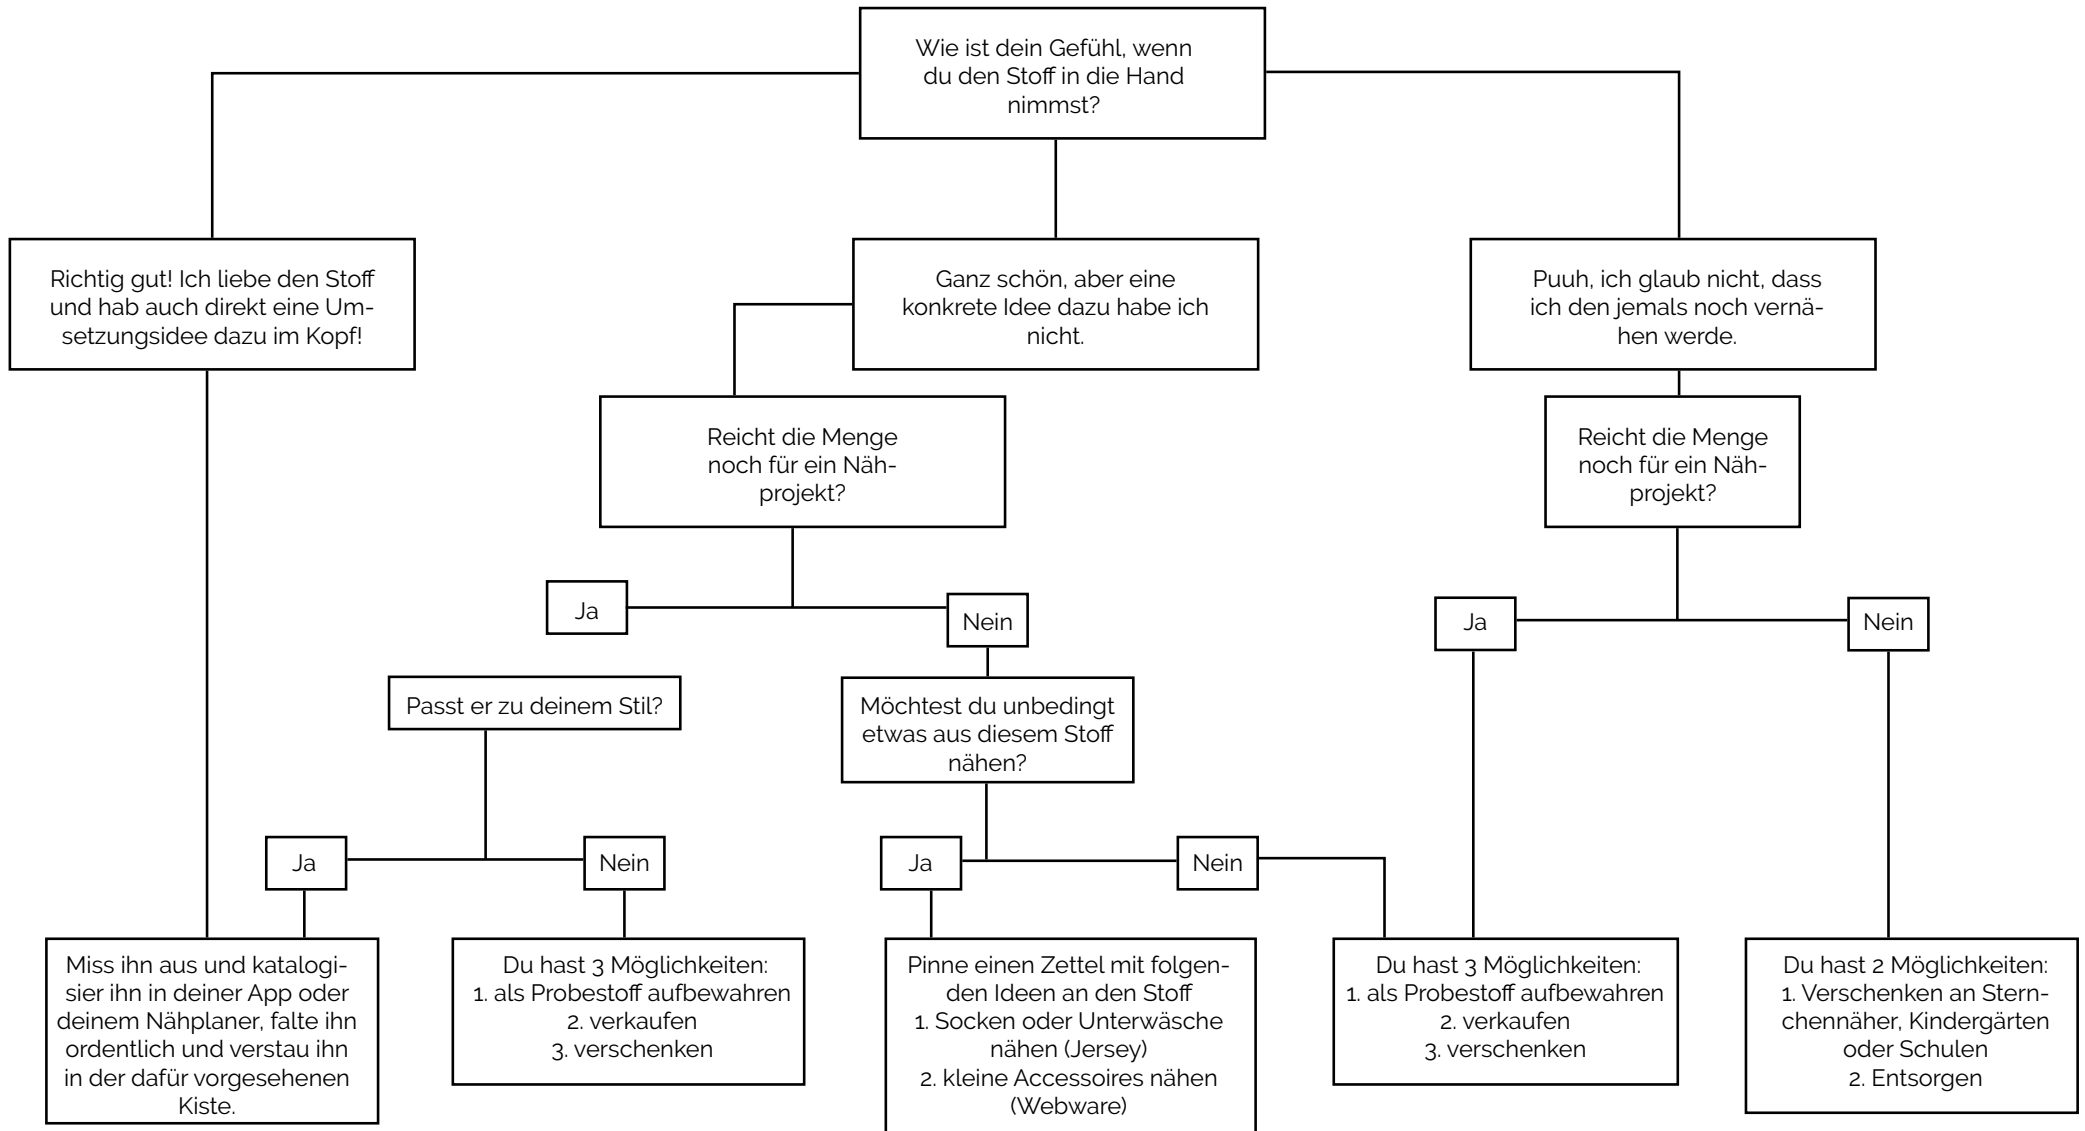 Wie ist dein Gefühl, wenn
du den Stoff in die Hand
nimmst?
Richtig gut! Ich liebe den Stoff
und hab auch direkt eine Um-
setzungsidee dazu im Kopf!
Ganz schön, aber eine
konkrete Idee dazu habe ich
nicht.
Puuh, ich glaub nicht, dass
ich den jemals noch vernä-
hen werde.
Reicht die Menge
noch für ein Näh-
projekt?
Reicht die Menge
noch für ein Näh-
projekt?
Ja
Nein
Ja
Nein
Passt er zu deinem Stil?
Möchtest du unbedingt
etwas aus diesem Stoff
nähen?
Ja
Nein
Ja
Nein
Miss ihn aus und katalogi-
sier ihn in deiner App oder
deinem Nähplaner, falte ihn
ordentlich und verstau ihn
in der dafür vorgesehenen
Kiste.
Du hast 3 Möglichkeiten:
1. als Probestoff aufbewahren
2. verkaufen
3. verschenken
Pinne einen Zettel mit folgen-
den Ideen an den Stoff
1. Socken oder Unterwäsche
nähen (Jersey)
2. kleine Accessoires nähen
(Webware)
Du hast 3 Möglichkeiten:
1. als Probestoff aufbewahren
2. verkaufen
3. verschenken
Du hast 2 Möglichkeiten:
1. Verschenken an Stern-
chennäher, Kindergärten
oder Schulen
2. Entsorgen